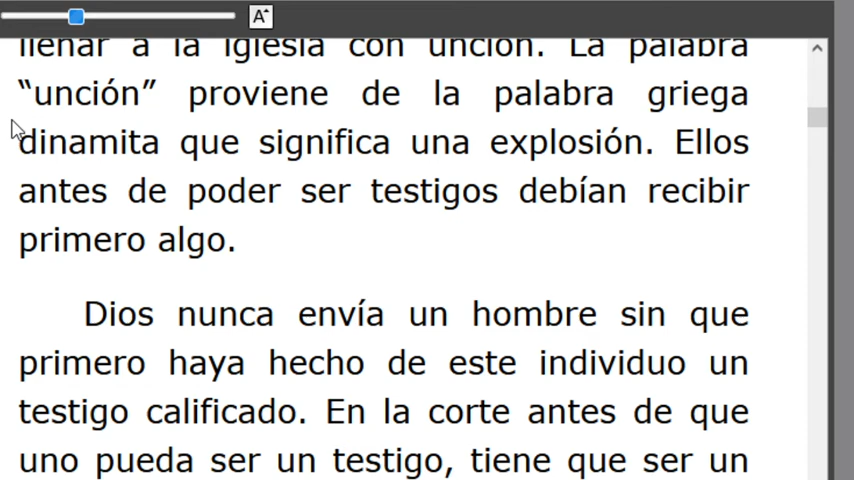 A
llenar a la iglesia con unción. La palabra
“unción” proviene de la palabra griega
dinamita que significa una explosión. Ellos
antes de poder ser testigos debían recibir
primero algo.
Dios nunca envía un hombre sin que
primero haya hecho de este individuo un
testigo calificado. En la corte antes de que
uno pueda ser un testigo, tiene que ser un